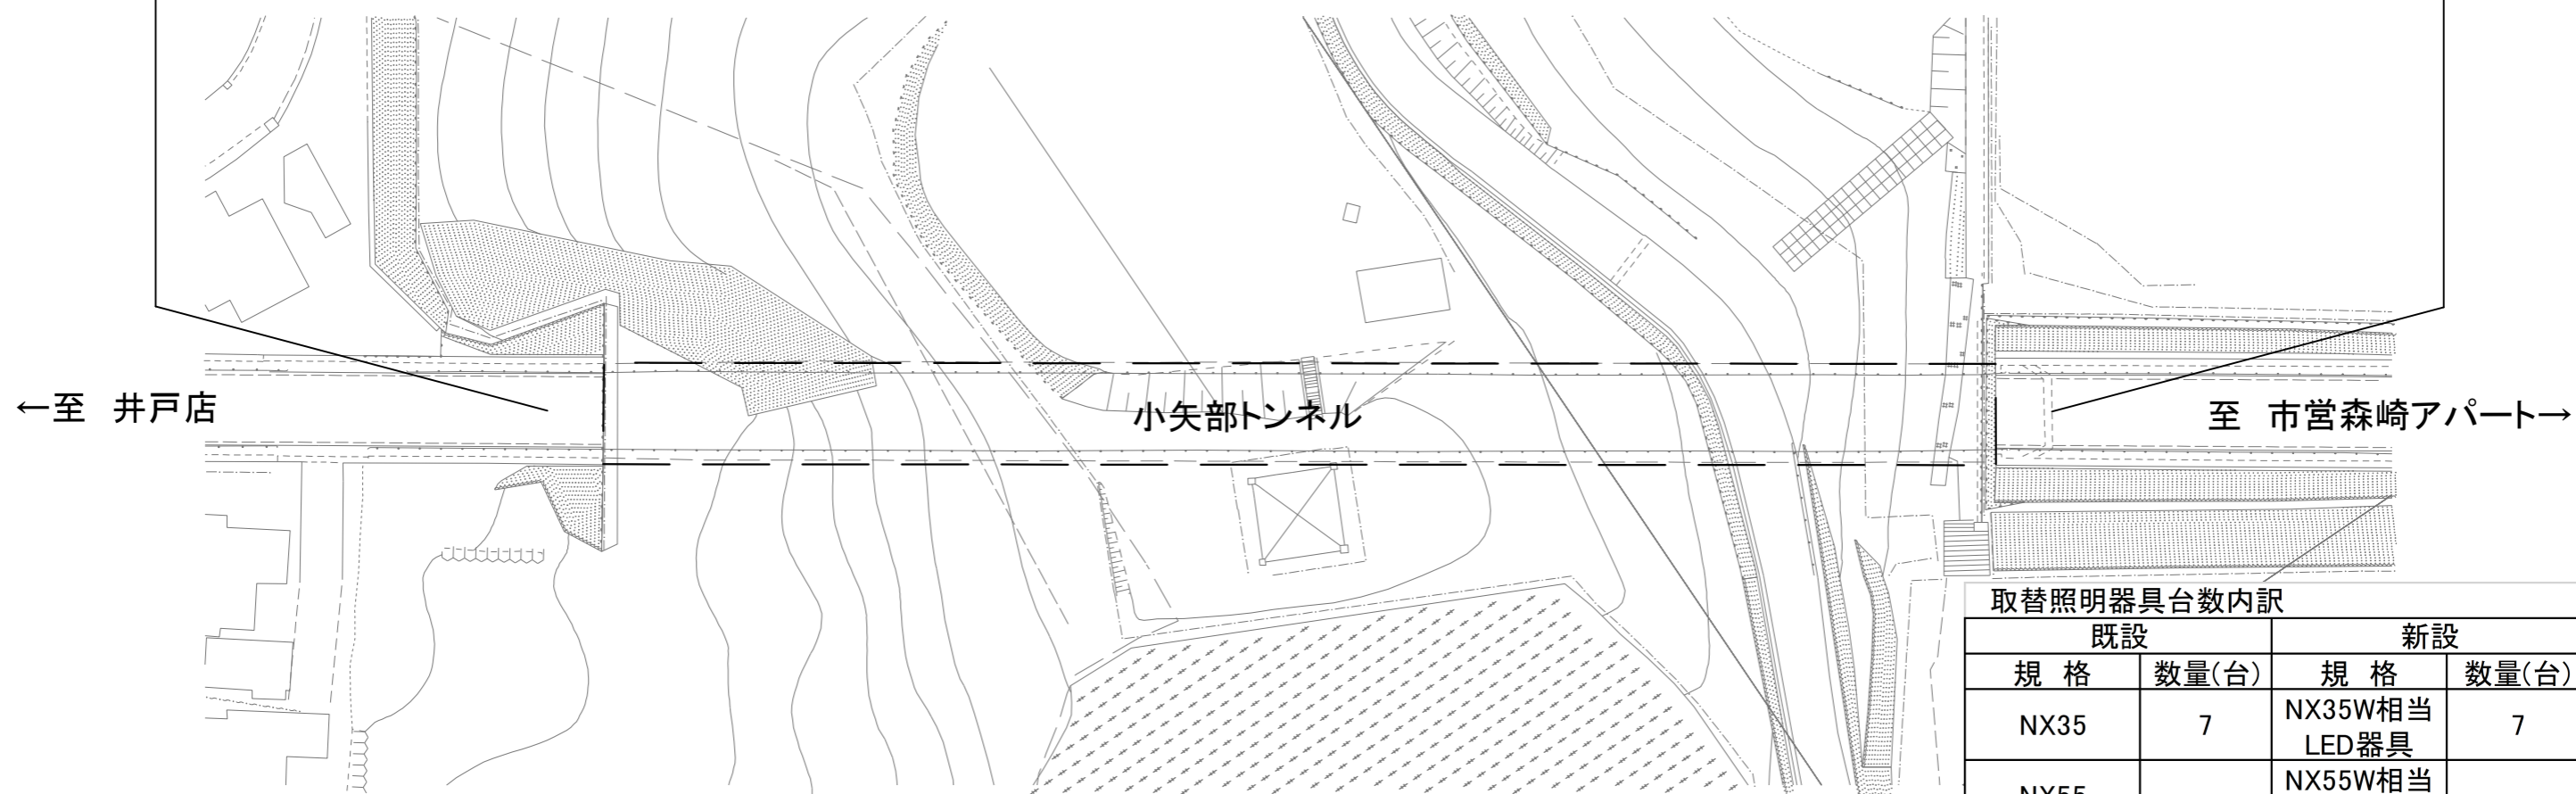 ←至 井戸店
小矢部トンネル
至 市営森崎アパート→
取替照明器具台数内訳
既設 新設
規 格 数量(台) 規 格 数量(台)
NX35 7 NX35W相当
LED器具 7
NX55 NX55W相当